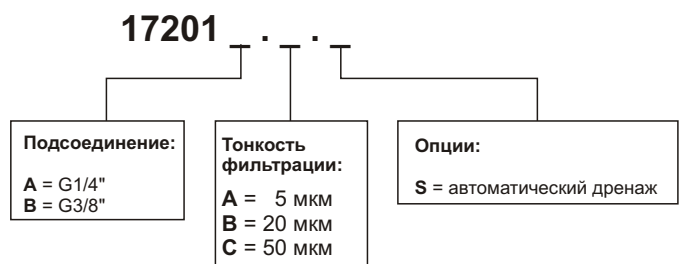 17201 _ . _ . _
Подсоединение:
A = G1/4"
B = G3/8"
Тонкость
фильтрации:
A = 5 мкм
B = 20 мкм
C = 50 мкм
Опции:
S = автоматический дренаж